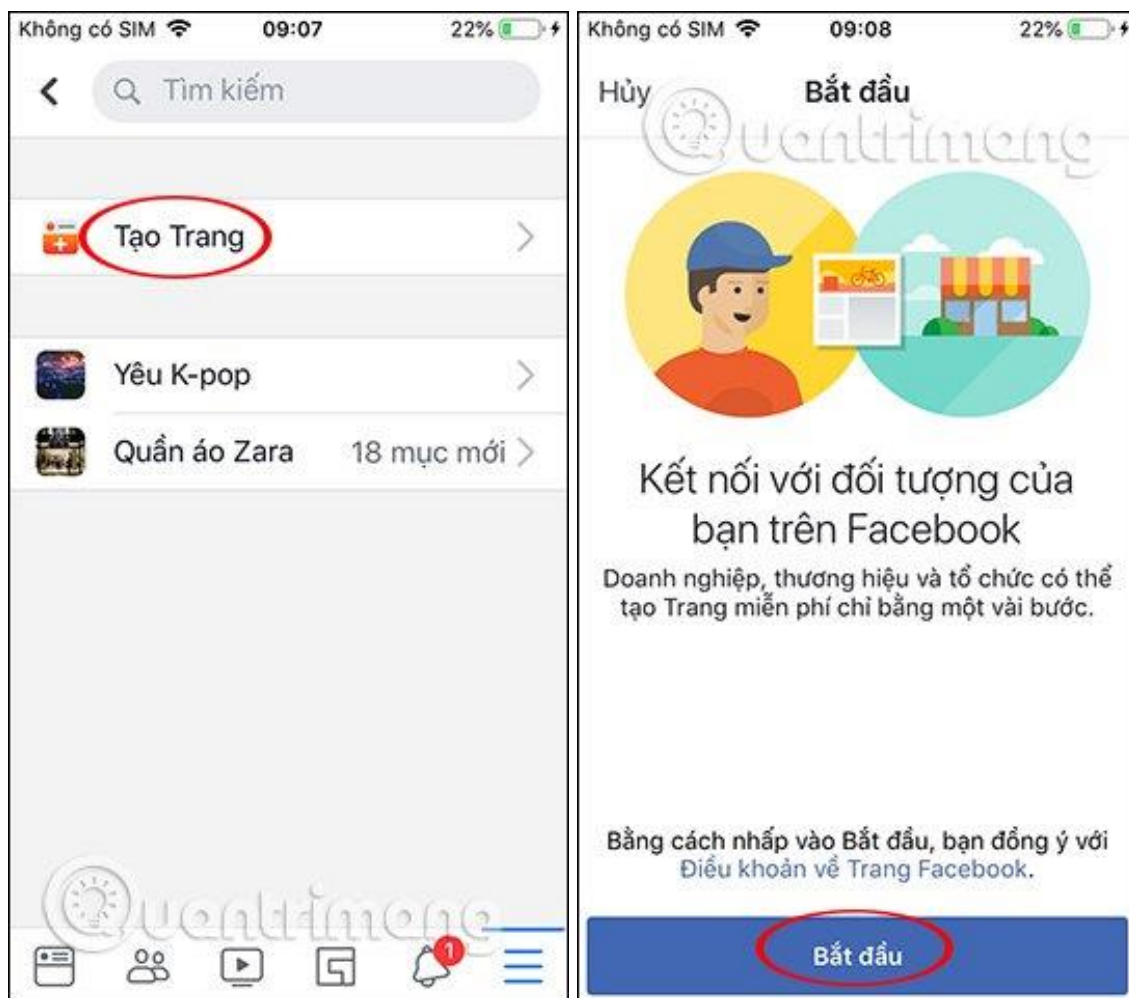 Không có SIM 09:07 22%
Tìm kiếm
Tạo Trang
Yêu K-pop
Quần áo Zara 18 mục mới
Quantrimang
1
Không có SIM 09:08 22%
Hủy Bắt đầu
Quantrimang
Kết nối với đối tượng của
bạn trên Facebook
Doanh nghiệp, thương hiệu và tổ chức có thể
tạo Trang miễn phí chỉ bằng một vài bước.
Bằng cách nhấp vào Bắt đầu, bạn đồng ý với
Điều khoản về Trang Facebook.
Bắt đầu